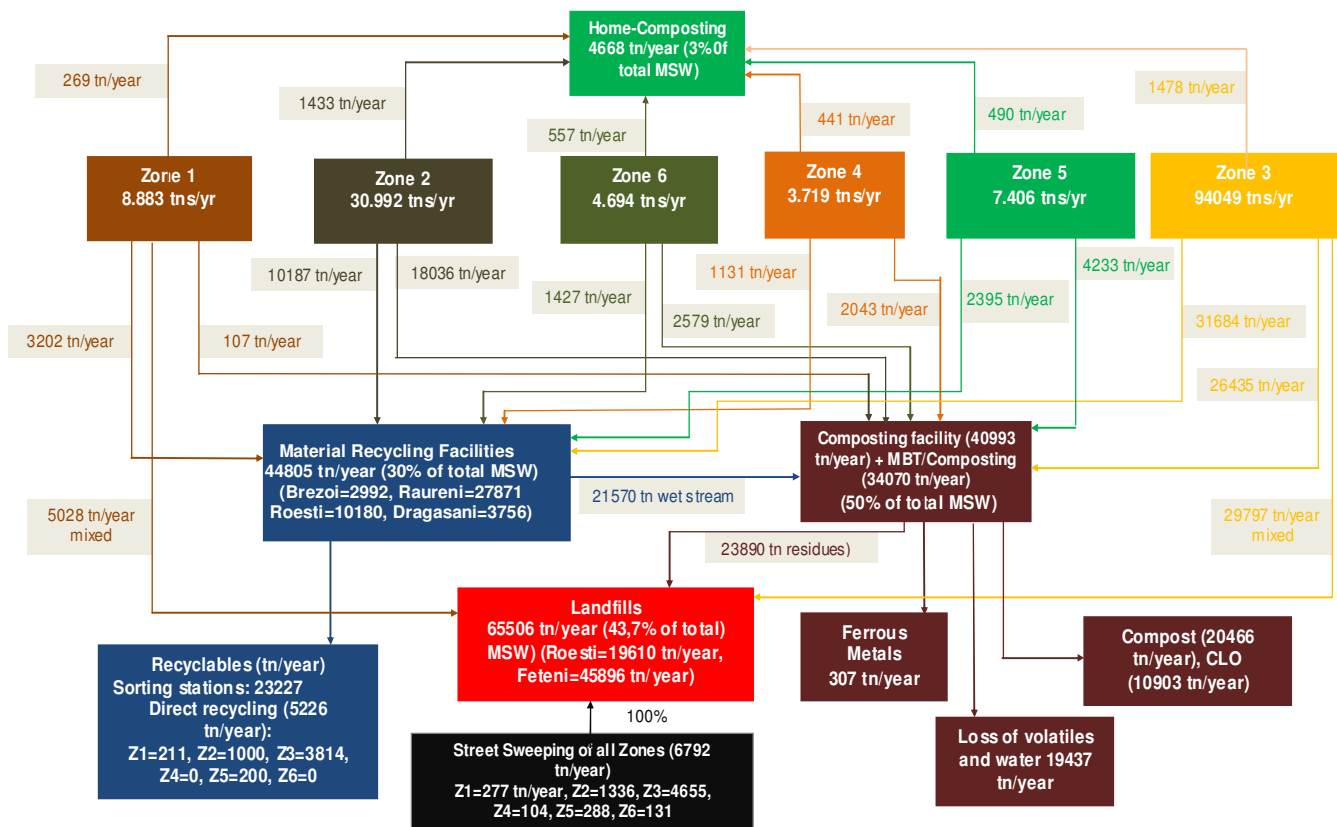 Home-Composting
4668 tn/year (3%0f
total MSW)
269 tn/year
1433 tn/year
557 tn/year
441 tn/year
490 tn/year
1478 tn/year
Zone 1
8.883 tns/yr
Zone 2
30.992 tns/yr
Zone 6
4.694 tns/yr
Zone 4
3.719 tns/yr
Zone 5
7.406 tns/yr
Zone 3
94049 tns/yr
10187 tn/year
18036 tn/year
1427 tn/year
2579 tn/year
1131 tn/year
2043 tn/year
2395 tn/year
4233 tn/year
3202 tn/year
107 tn/year
31684 tn/year
26435 tn/year
Material Recycling Facilities
44805 tn/year (30% of total MSW)
(Brezoi=2992, Raureni=27871
Roesti=10180, Dragasani=3756)
21570 tn wet stream
Composting facility (40993
tn/year) + MBT/Composting
(34070 tn/year)
(50% of total MSW)
5028 tn/year
mixed
29797 tn/year
mixed
23890 tn residues)
Landfills
65506 tn/year (43,7% of total)
MSW) (Roesti=19610 tn/year,
Feteni=45896 tn/year)
Ferrous
Metals
307 tn/year
Compost (20466
tn/year), CLO
(10903 tn/year)
Recyclables (tn/year)
Sorting stations: 23227
Direct recycling (5226
tn/year):
Z1=211, Z2=1000, Z3=3814,
Z4=0, Z5=200, Z6=0
100%
Street Sweeping of all Zones (6792
tn/year)
Z1=277 tn/year, Z2=1336, Z3=4655,
Z4=104, Z5=288, Z6=131
Loss of volatiles
and water 19437
tn/year